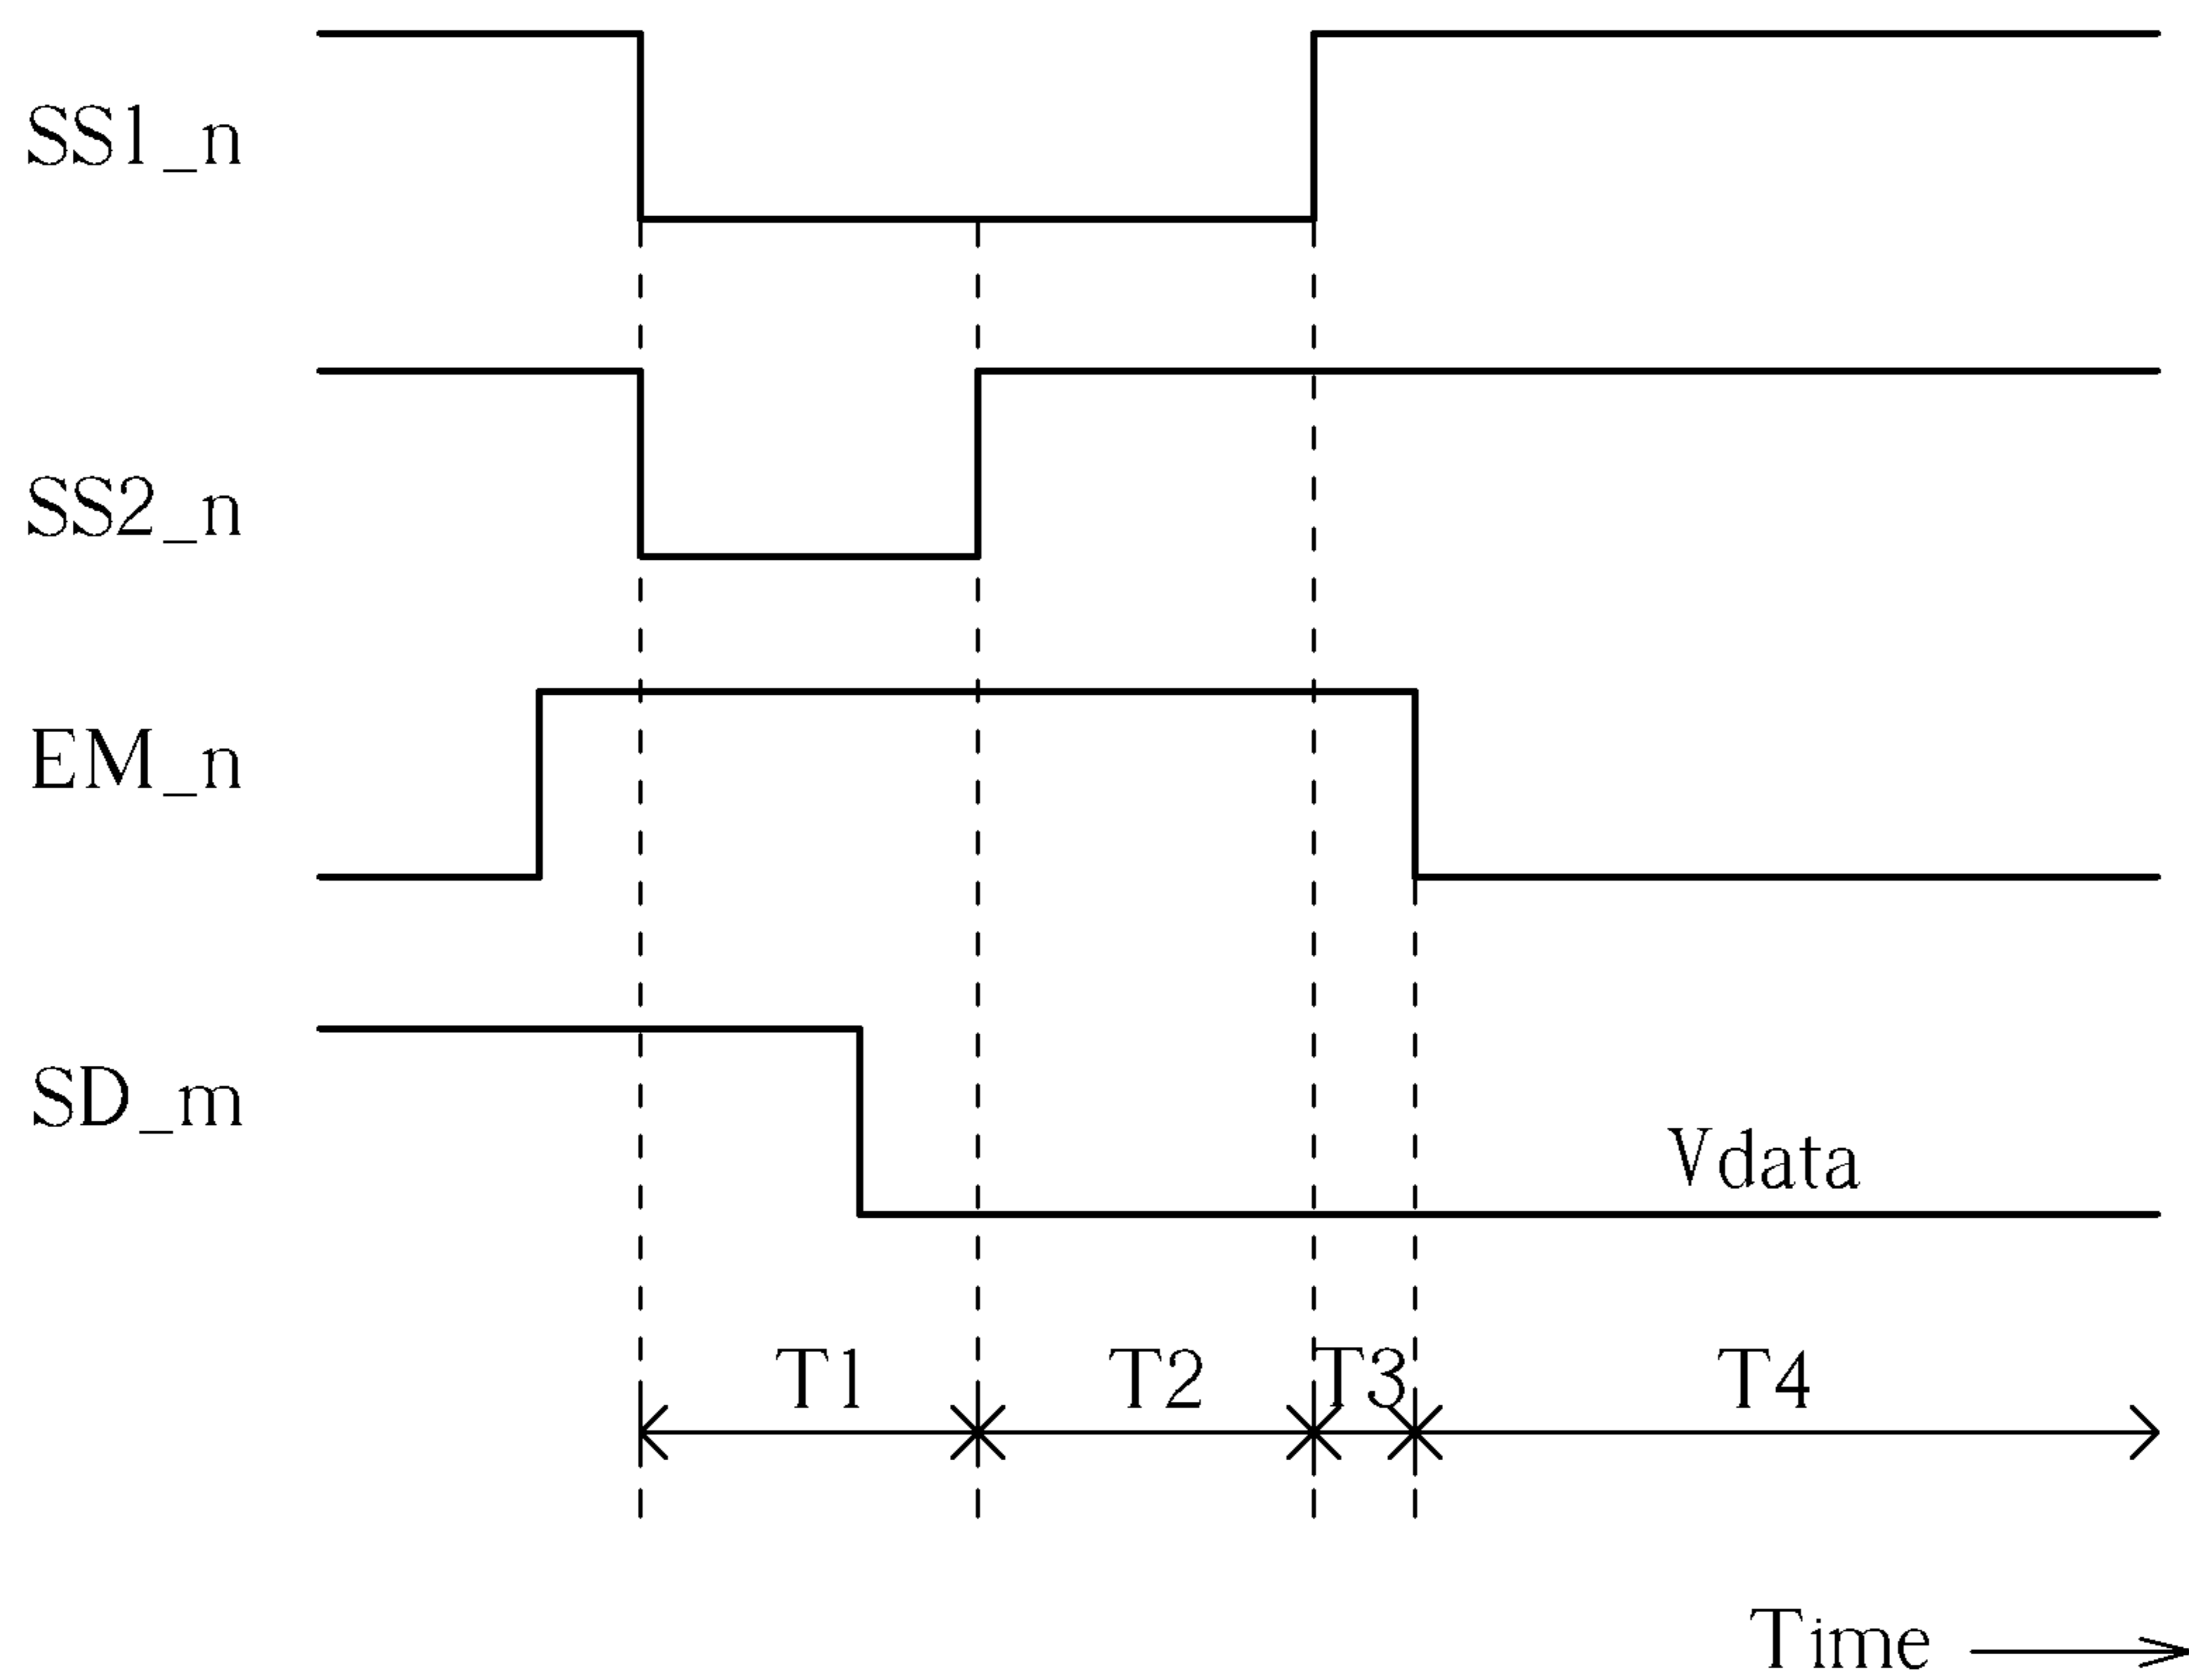 SS1_n
SS2_n
EM_n
SD_m
Vdata
T1 T2 T3 T4
Time